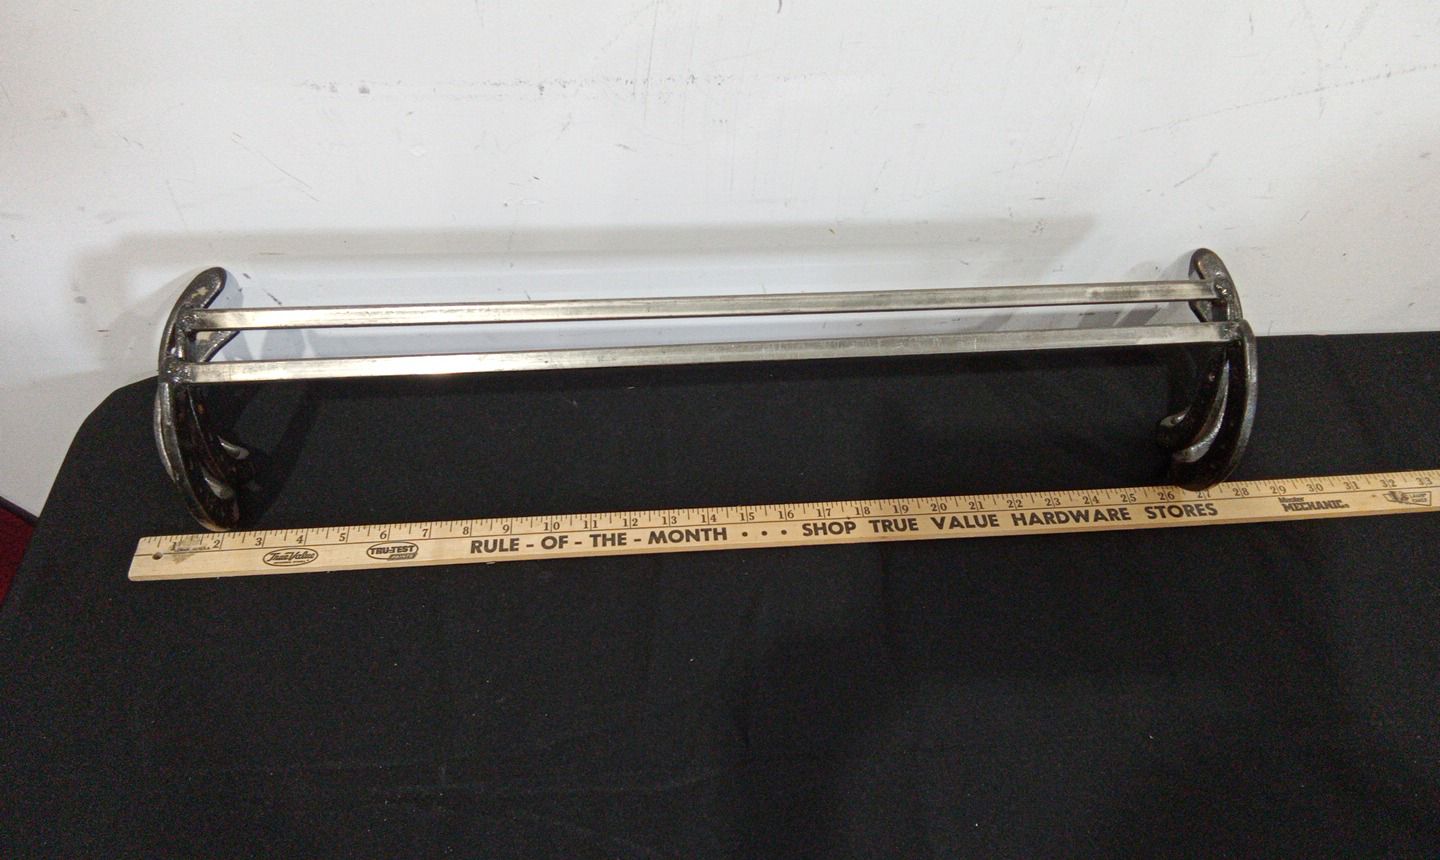 1 2 3 4 5 6 7 8 9 10 11 12 13 14 15 16 17 18 19 20 21 22 23 24 25 26 27 28 29 30 31 32 33
True Value TRU-TEST PAINTS RULE - OF - THE - MONTH • • • SHOP TRUE VALUE HARDWARE STORES Master MECHANIC